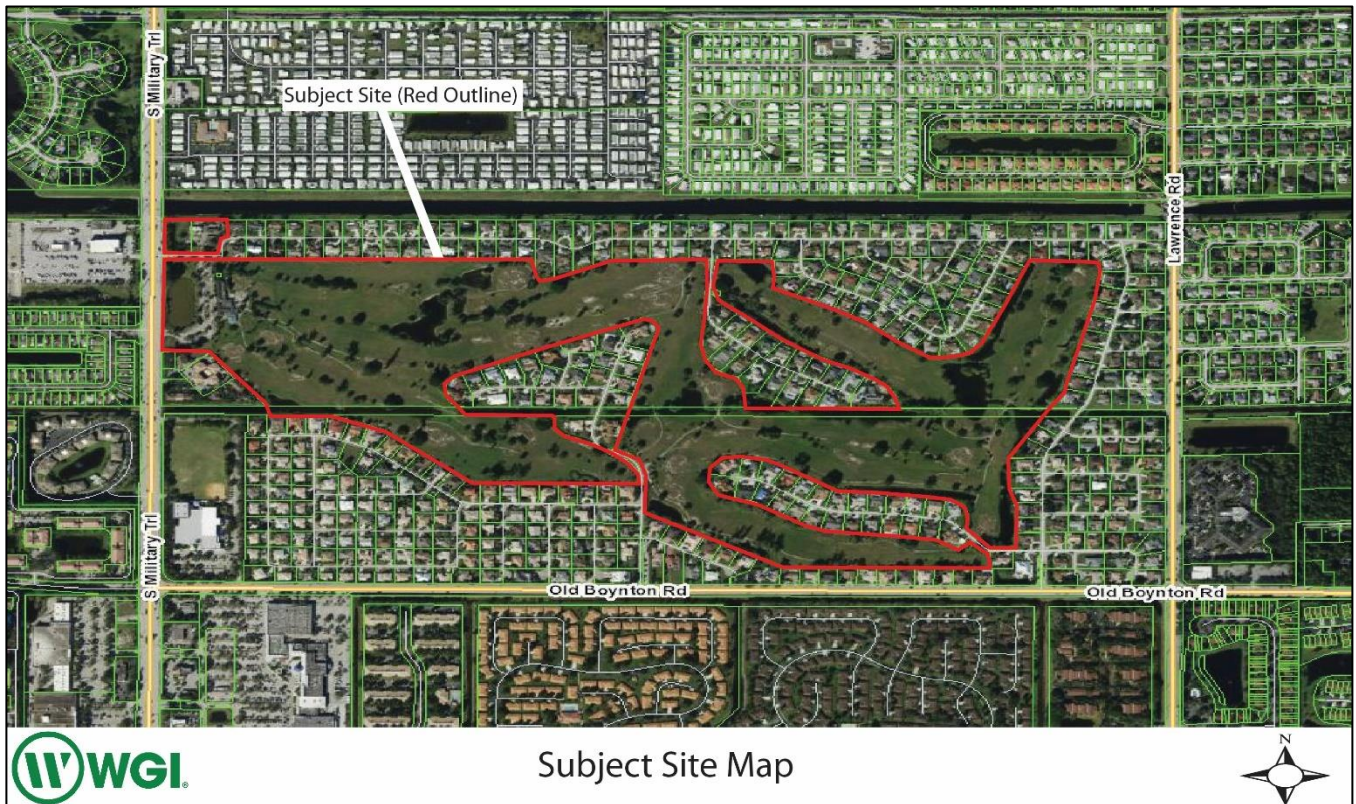 S Military Trl
Subject Site (Red Outline)
Lawrence Rd
S Military Trl
Old Boynton Rd
Old Boynton Rd
WGI.
Subject Site Map
N